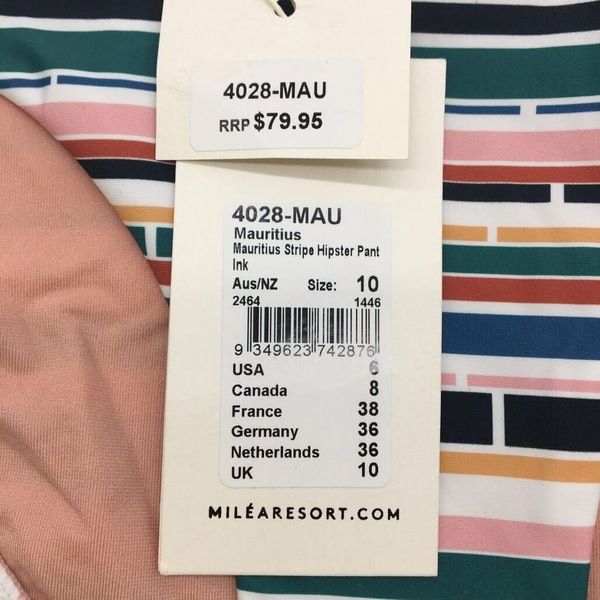 4028-MAU
RRP $79.95
4028-MAU
Mauritius
Mauritius Stripe Hipster Pant
Ink
Aus/NZ Size: 10
2464 1446
9 349623 742876
USA 6
Canada 8
France 38
Germany 36
Netherlands 36
UK 10
MILÉARESORT.COM